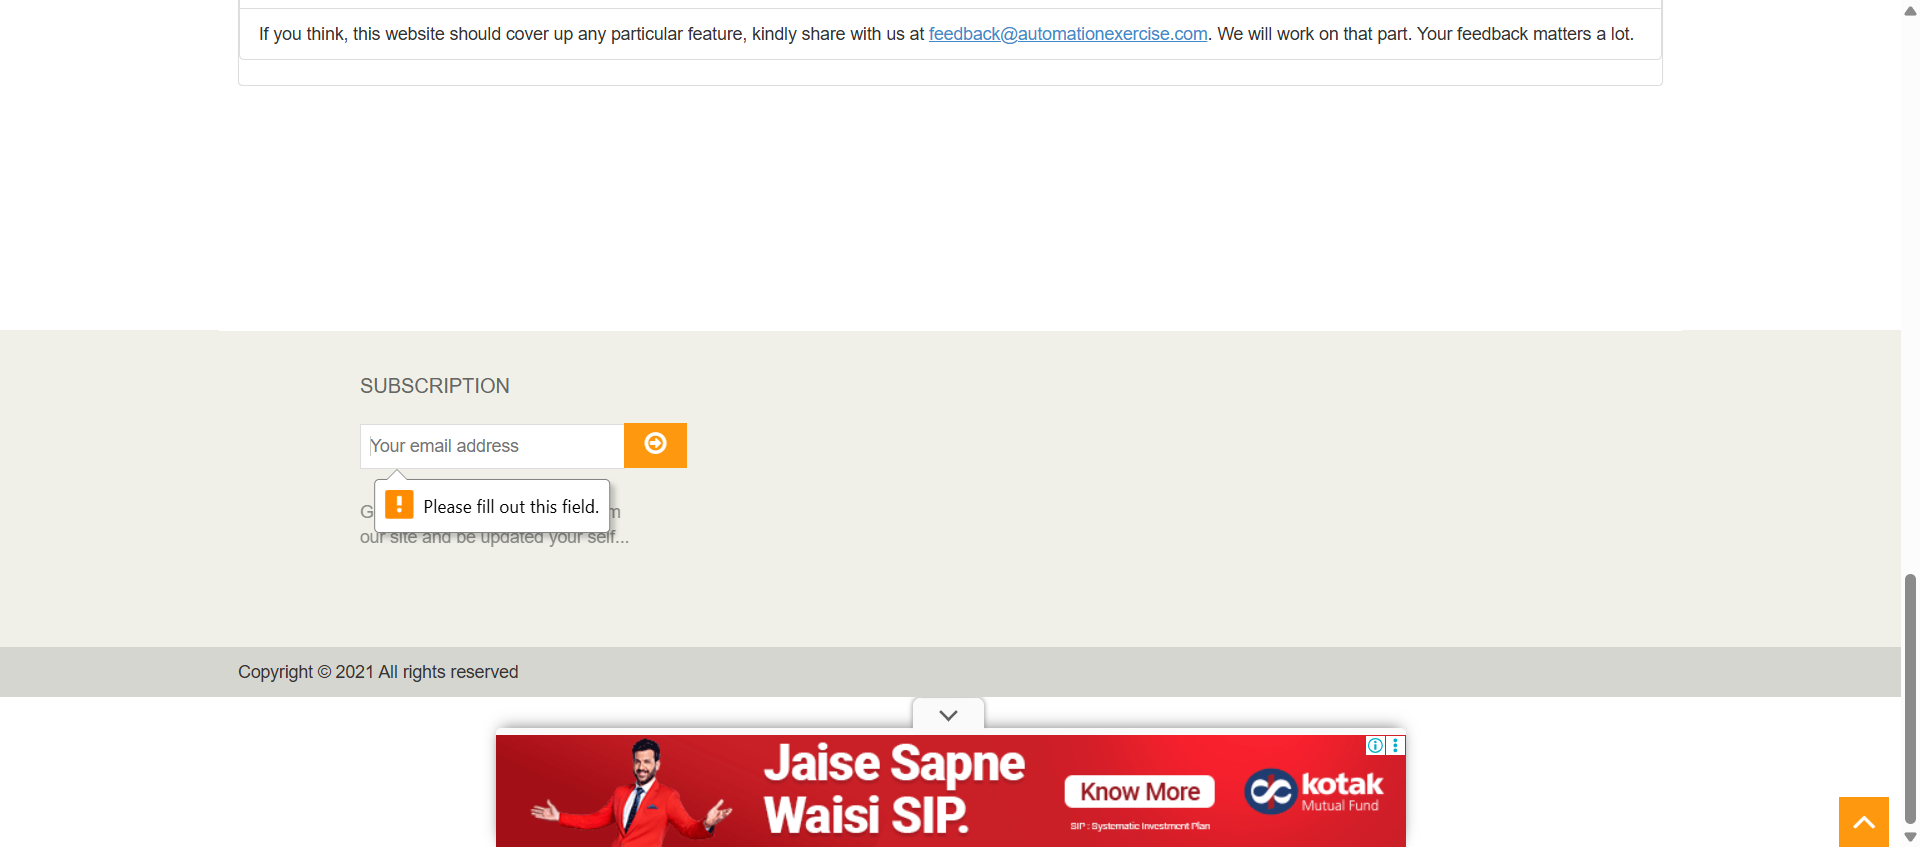 If you think, this website should cover up any particular feature, kindly share with us at feedback@automationexercise.com. We will work on that part. Your feedback matters a lot.
SUBSCRIPTION
Your email address
Please fill out this field.
our site and be updated your self...
Copyright © 2021 All rights reserved
Jaise Sapne
Waisi SIP.
Know More
SIP : Systematic Investment Plan
kotak
Mutual Fund